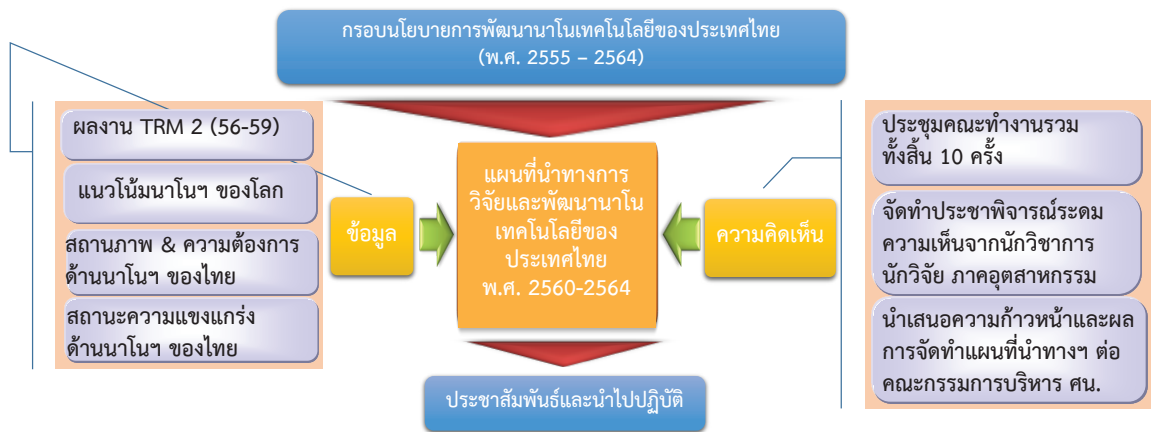 กรอบนโยบายการพัฒนานาโนเทคโนโลยีของประเทศไทย
(พ.ศ. 2555 – 2564)
ผลงาน TRM 2 (56-59)
แนวโน้มนาโนฯ ของโลก
สถานภาพ & ความต้องการ
ด้านนาโนฯ ของไทย
สถานะความแขงแกร่ง
ด้านนาโนฯ ของไทย
ข้อมูล
แผนที่นำทางการ
วิจัยและพัฒนานาโน
เทคโนโลยีของ
ประเทศไทย
พ.ศ. 2560-2564
ความคิดเห็น
ประชุมคณะทำงานรวม
ทั้งสิ้น 10 ครั้ง
จัดทำประชาพิจารณ์ระดม
ความเห็นจากนักวิชาการ
นักวิจัย ภาคอุตสาหกรรม
นำเสนอความก้าวหน้าและผล
การจัดทำแผนที่นำทางฯ ต่อ
คณะกรรมการบริหาร ศน.
ประชาสัมพันธ์และนำไปปฏิบัติ